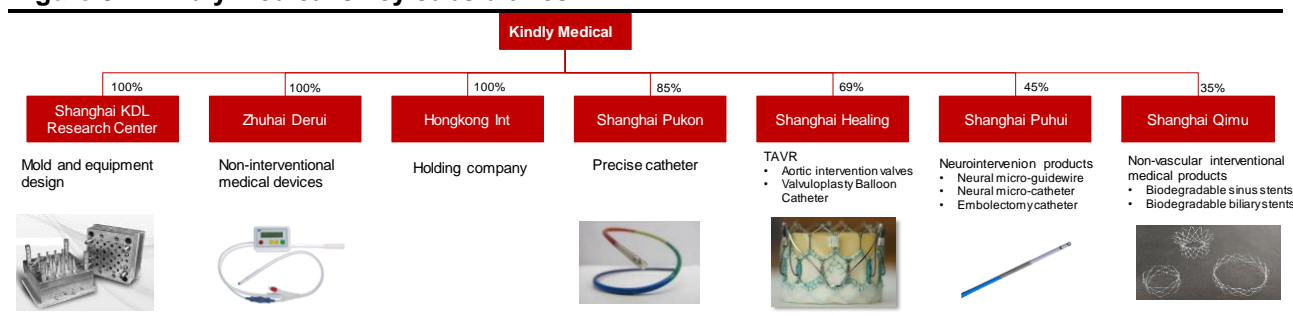 Kindly Medical
100%
100%
100%
85%
69%
45%
35%
Shanghai KDL
Research Center
Zhuhai Derui
Hongkong Int
Shanghai Pukon
Shanghai Healing
Shanghai Puhui
Shanghai Qimu
Mold and equipment
design
Non-interventional
medical devices
Holding company
Precise catheter
TAVR
• Aortic intervention valves
• Valvuloplasty Balloon
Catheter
Neurointervenion products
• Neural micro-guidewire
• Neural micro-catheter
• Embolectomy catheter
Non-vascular interventional
medical products
• Biodegradable sinus stents
• Biodegradable biliary stents